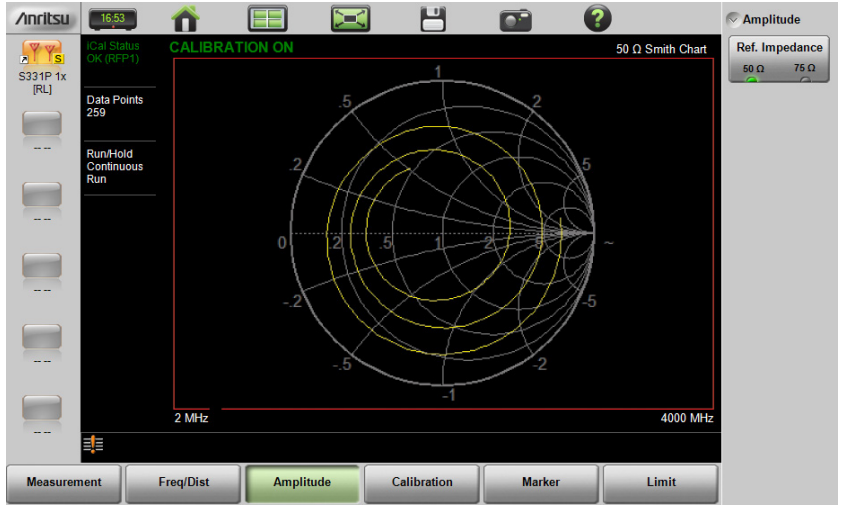 /inritsu
16:53
?
Amplitude
Ref. Impedance
50 Ω 75 Ω
S331P 1x
[RL]
-- --
-- --
-- --
-- --
-- --
iCal Status
OK (RFP1)
Data Points
259
Run/Hold
Continuous
Run
CALIBRATION ON
50 Ω Smith Chart
1
.5
2
.2
5
0
.2
.5
1
2
5
~
-.2
-5
-.5
-2
-1
2 MHz
4000 MHz
Measurement
Freq/Dist
Amplitude
Calibration
Marker
Limit